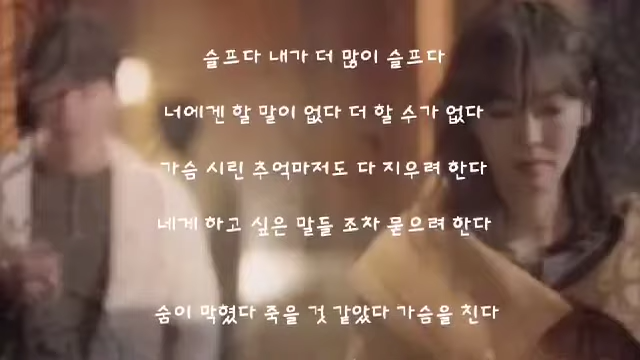 슬프다 내가 더 많이 슬프다
너에겐 할 말이 없다 더 할 수가 없다
가슴 시린 추억마저도 다 지우려 한다
네게 하고 싶은 말들 조차 묻으려 한다
숨이 막혔다 죽을 것 같았다 가슴을 친다